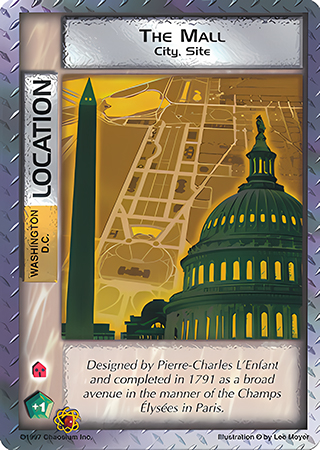 The Mall
City, Site
LOCATION
WASHINGTON
D.C.
Designed by Pierre-Charles L'Enfant
and completed in 1791 as a broad
avenue in the manner of the Champs
Élysées in Paris.
+1
©1997 Chaosium Inc.
Illustration © by Lee Moyer